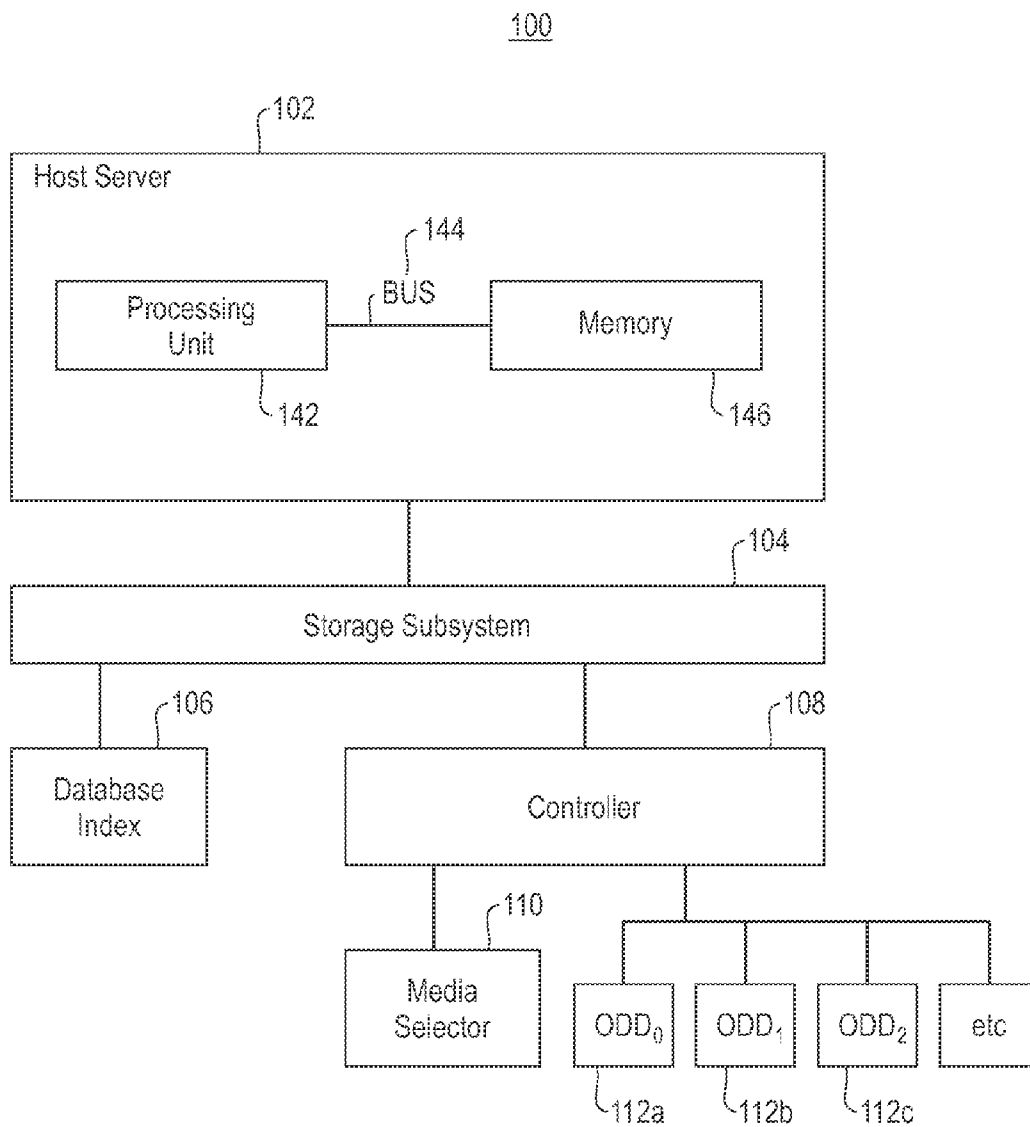 100
102
Host Server
144
BUS
Processing
Unit
Memory
142
146
104
Storage Subsystem
106
108
Database
Index
Controller
110
Media
Selector
ODD₀
ODD₁
ODD₂
etc
112a
112b
112c